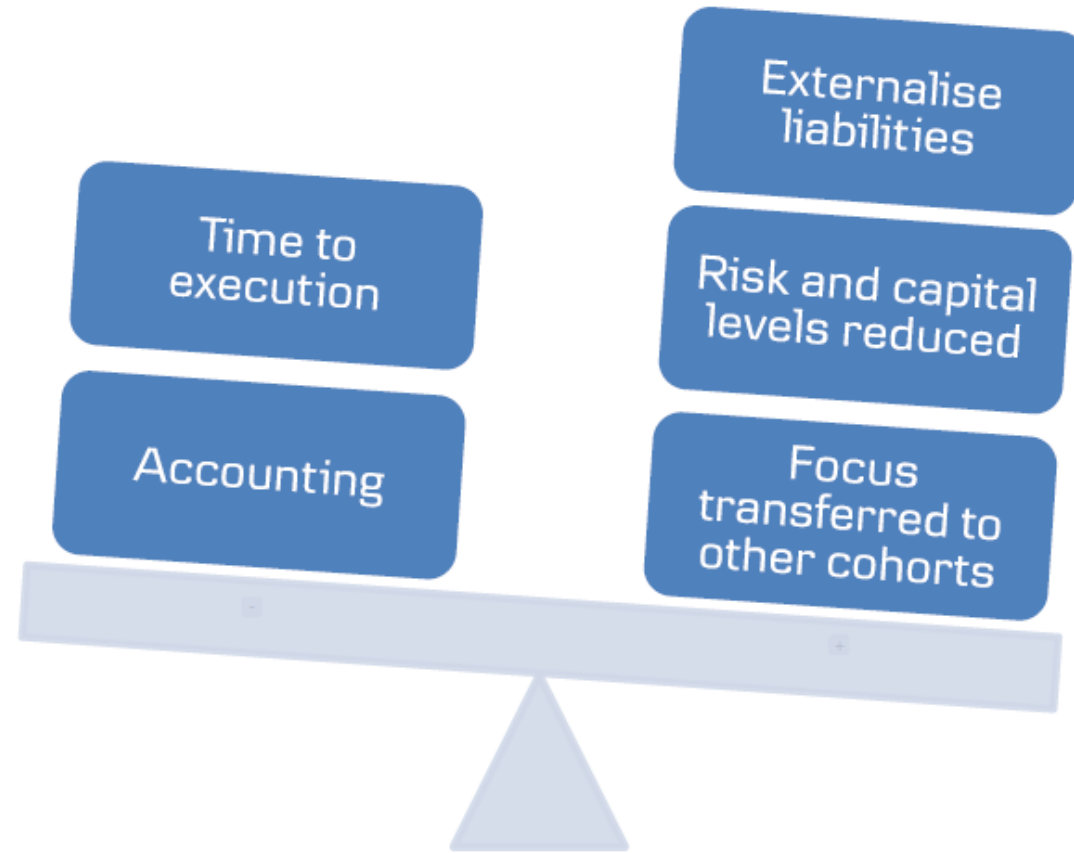 Time to
execution
Accounting
-
Externalise
liabilities
Risk and capital
levels reduced
Focus
transferred to
other cohorts
+